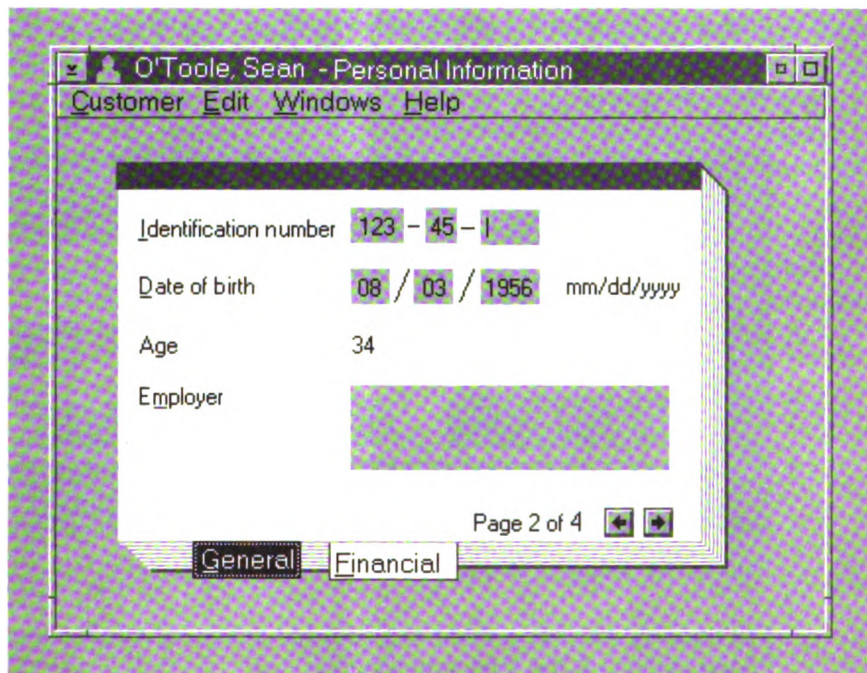 O'Toole, Sean - Personal Information
Customer Edit Windows Help
Identification number 123 - 45 -
Date of birth 08 / 03 / 1956 mm/dd/yyyy
Age 34
Employer
Page 2 of 4
General Financial